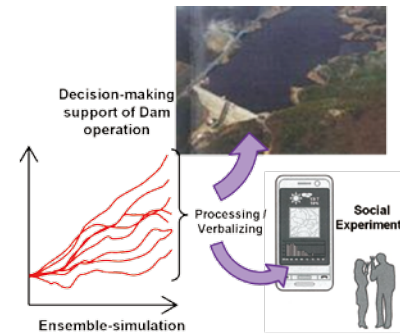 Decision-making
support of Dam
operation
Processing /
Verbalizing
Social
Experiment
Ensemble-simulation